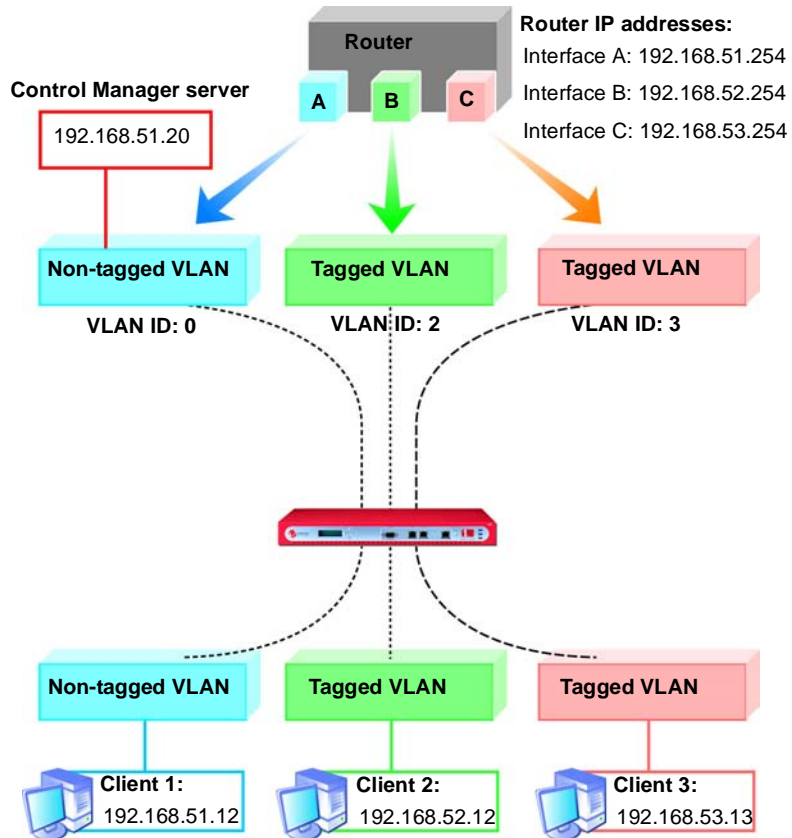 Router IP addresses:
Router
Interface A: 192.168.51.254
Control Manager server
A
B
C
Interface B: 192.168.52.254
192.168.51.20
Interface C: 192.168.53.254
Non-tagged VLAN
Tagged VLAN
Tagged VLAN
VLAN ID: 0
VLAN ID: 2
VLAN ID: 3
Non-tagged VLAN
Tagged VLAN
Tagged VLAN
Client 1:
192.168.51.12
Client 2:
192.168.52.12
Client 3:
192.168.53.13